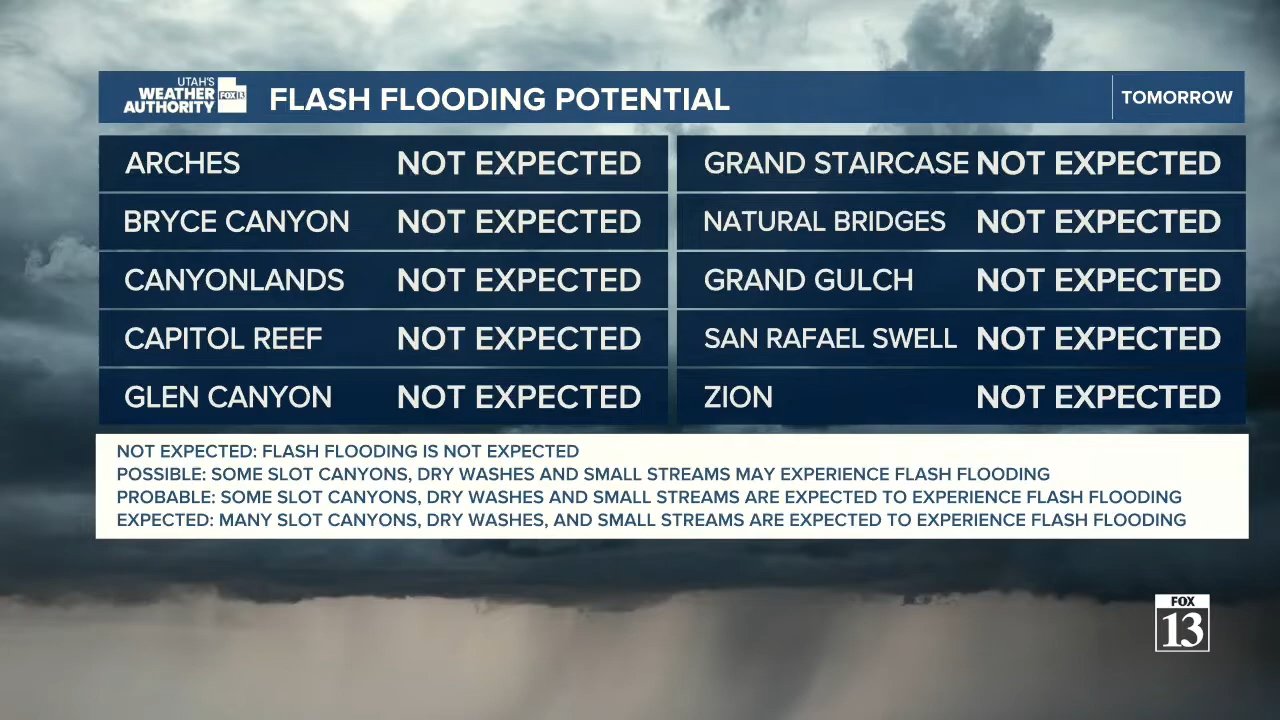 UTAH'S
WEATHER
AUTHORITY
FOX 13
FLASH FLOODING POTENTIAL
TOMORROW
ARCHES NOT EXPECTED
BRYCE CANYON NOT EXPECTED
CANYONLANDS NOT EXPECTED
CAPITOL REEF NOT EXPECTED
GLEN CANYON NOT EXPECTED
GRAND STAIRCASE NOT EXPECTED
NATURAL BRIDGES NOT EXPECTED
GRAND GULCH NOT EXPECTED
SAN RAFAEL SWELL NOT EXPECTED
ZION NOT EXPECTED
NOT EXPECTED: FLASH FLOODING IS NOT EXPECTED
POSSIBLE: SOME SLOT CANYONS, DRY WASHES AND SMALL STREAMS MAY EXPERIENCE FLASH FLOODING
PROBABLE: SOME SLOT CANYONS, DRY WASHES AND SMALL STREAMS ARE EXPECTED TO EXPERIENCE FLASH FLOODING
EXPECTED: MANY SLOT CANYONS, DRY WASHES, AND SMALL STREAMS ARE EXPECTED TO EXPERIENCE FLASH FLOODING
FOX
13